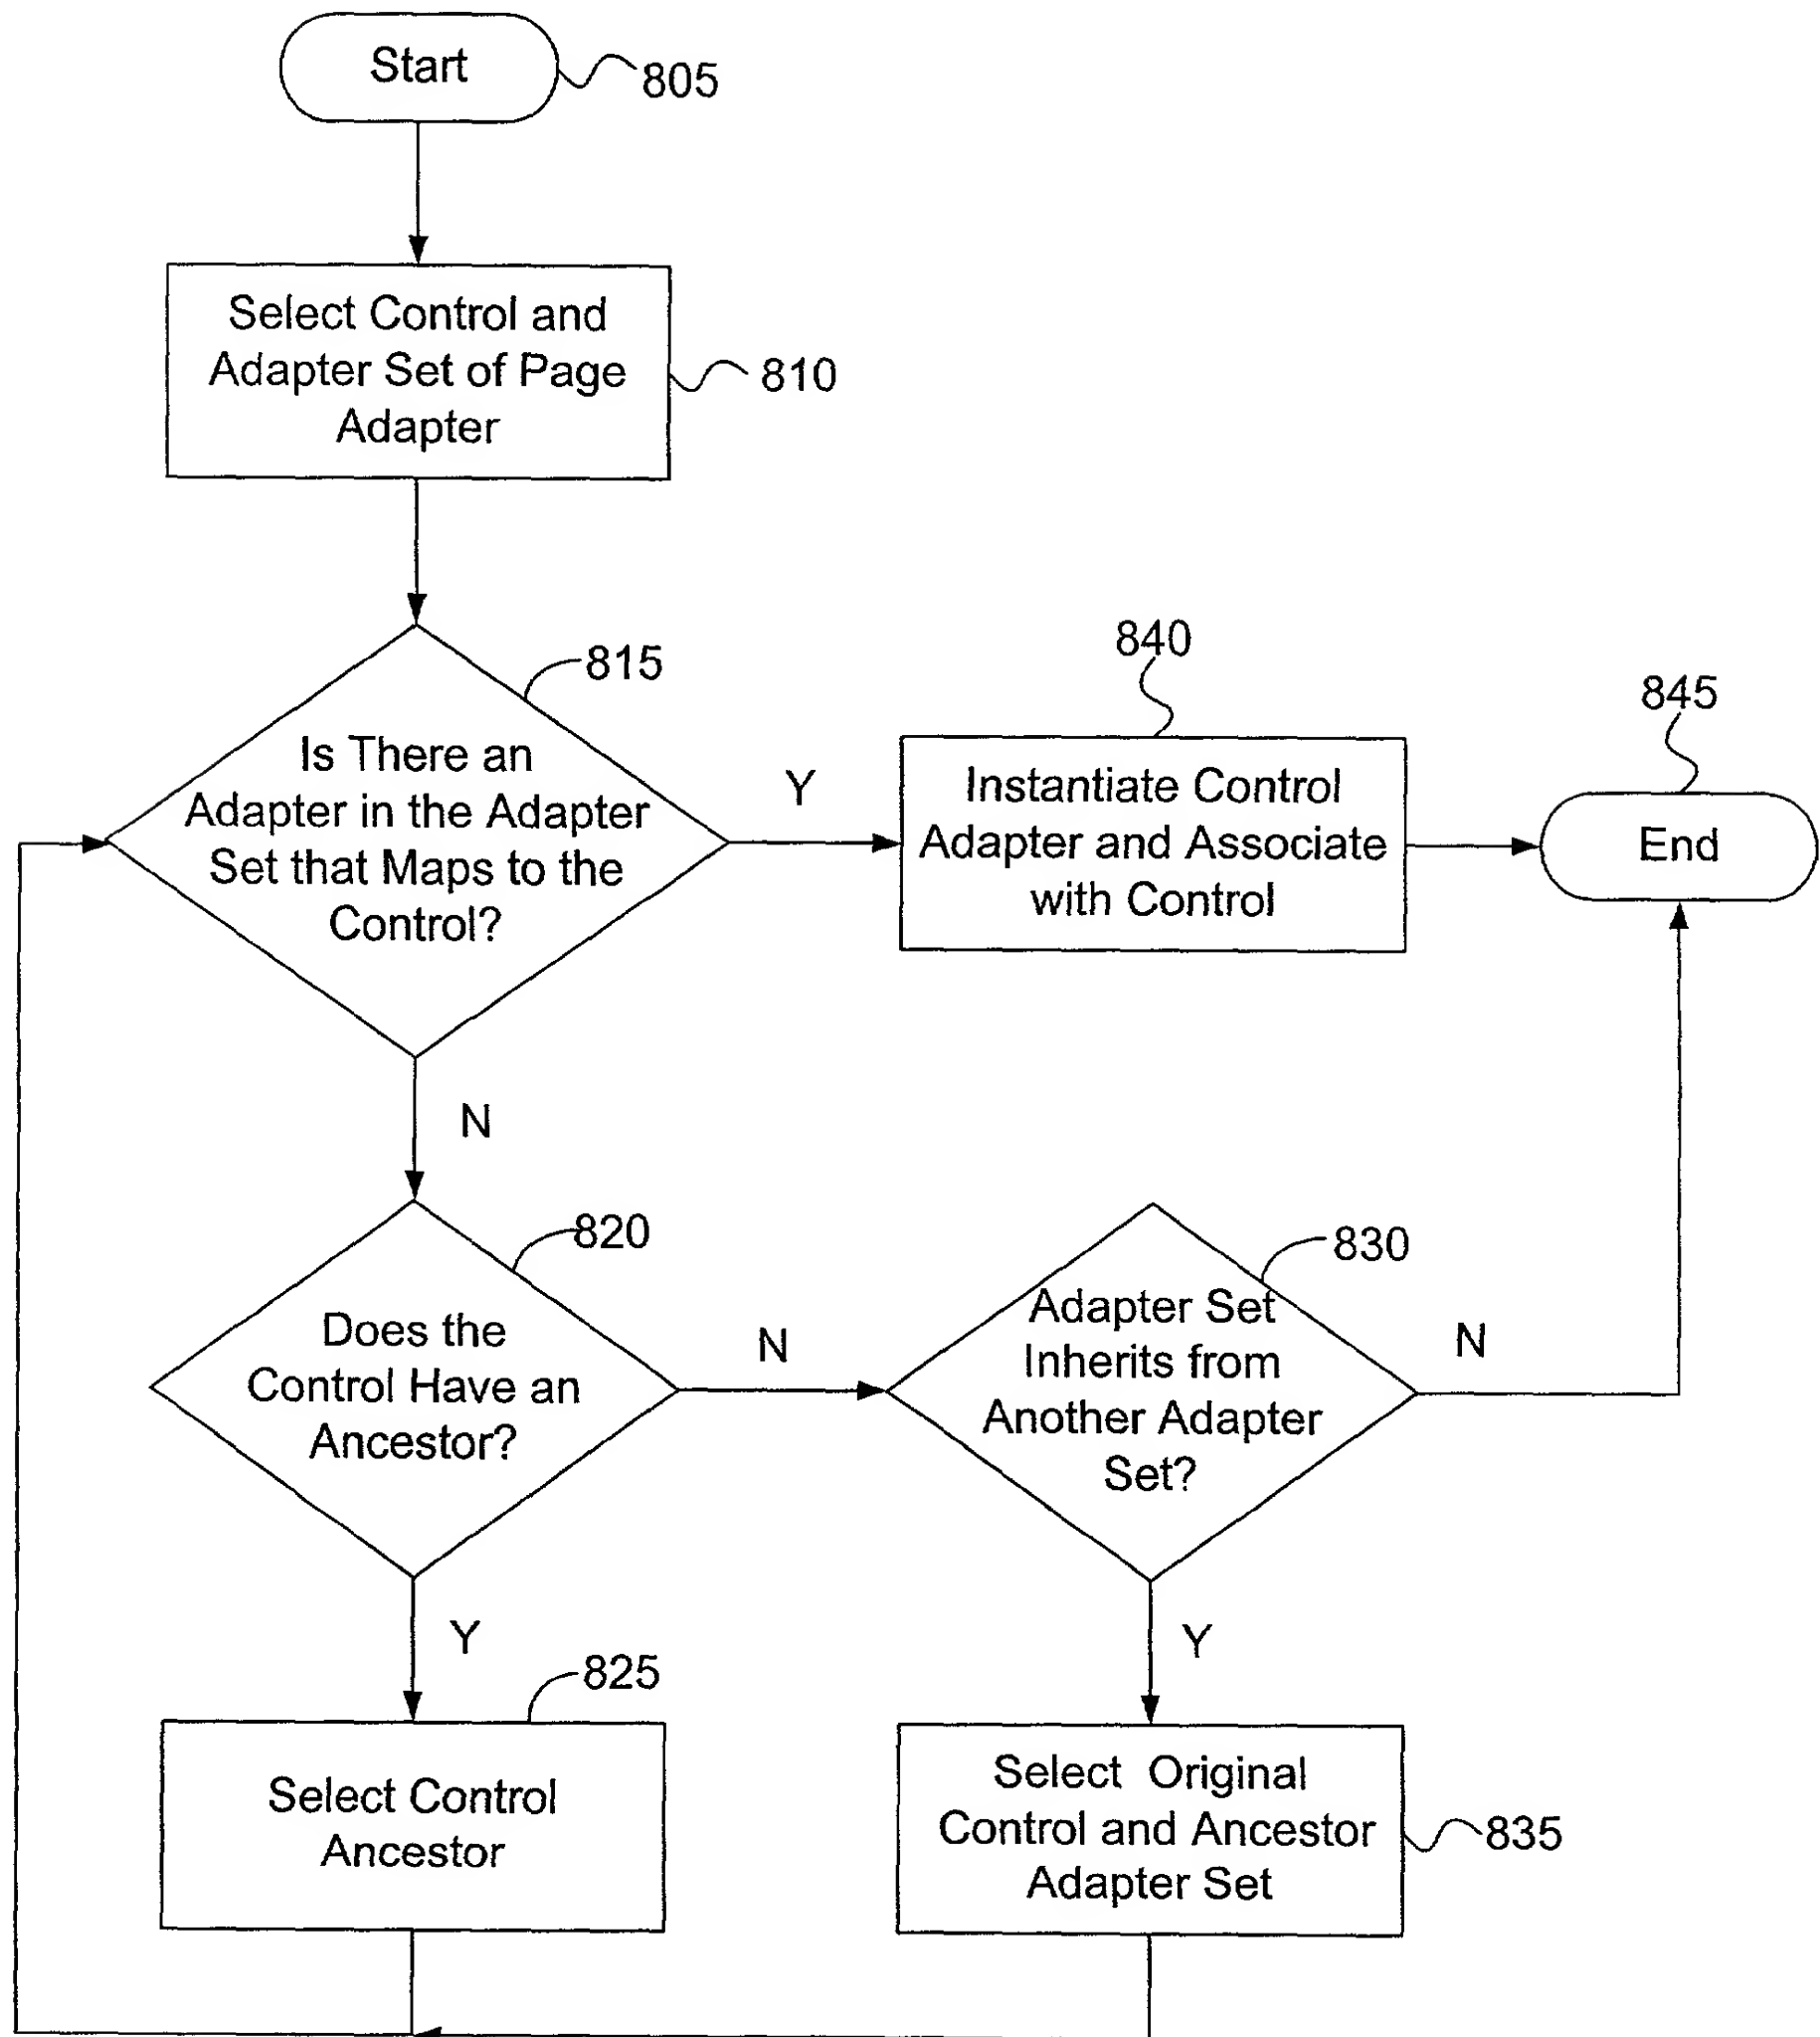 Start
805
Select Control and
Adapter Set of Page
Adapter
810
815
Is There an
Adapter in the Adapter
Set that Maps to the
Control?
Y
840
Instantiate Control
Adapter and Associate
with Control
845
End
N
820
Does the
Control Have an
Ancestor?
N
830
Adapter Set
Inherits from
Another Adapter
Set?
N
Y
825
Select Control
Ancestor
Y
Select Original
Control and Ancestor
Adapter Set
835